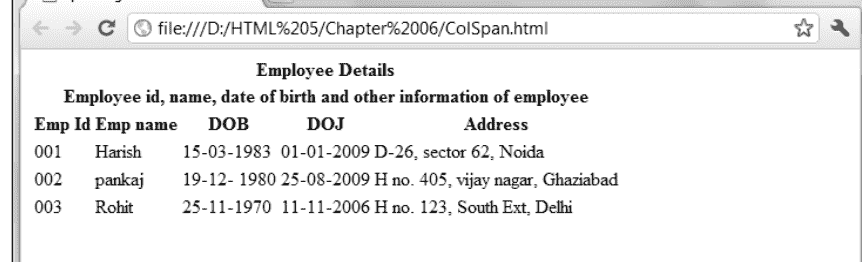 file:///D:/HTML%205/Chapter%2006/ColSpan.html
Employee Details
Employee id, name, date of birth and other information of employee
Emp Id Emp name DOB DOJ Address
001 Harish 15-03-1983 01-01-2009 D-26, sector 62, Noida
002 pankaj 19-12- 1980 25-08-2009 H no. 405, vijay nagar, Ghaziabad
003 Rohit 25-11-1970 11-11-2006 H no. 123, South Ext, Delhi